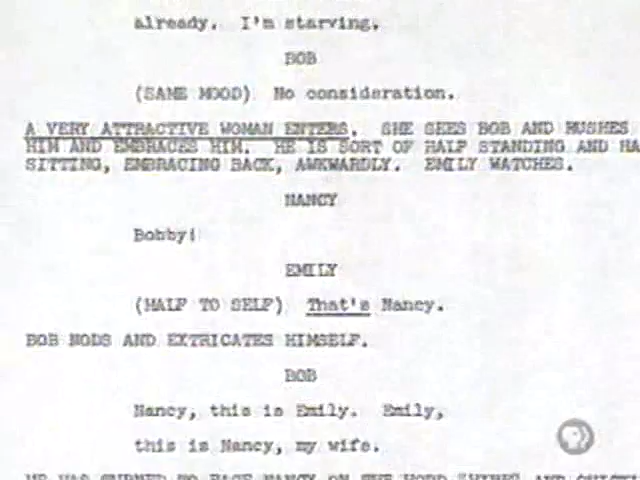 already. I'm starving.
BOB
(SAME MOOD) No consideration.
A VERY ATTRACTIVE WOMAN ENTERS. SHE SEES BOB AND RUSHES
HIM AND EMBRACES HIM. HE IS SORT OF HALF STANDING AND HA
SITTING, EMBRACING BACK, AWKWARDLY. EMILY WATCHES.
NANCY
Bobby!
EMILY
(HALF TO SELF) That's Nancy.
BOB NODS AND EXTRICATES HIMSELF.
BOB
Nancy, this is Emily. Emily,
this is Nancy, my wife.